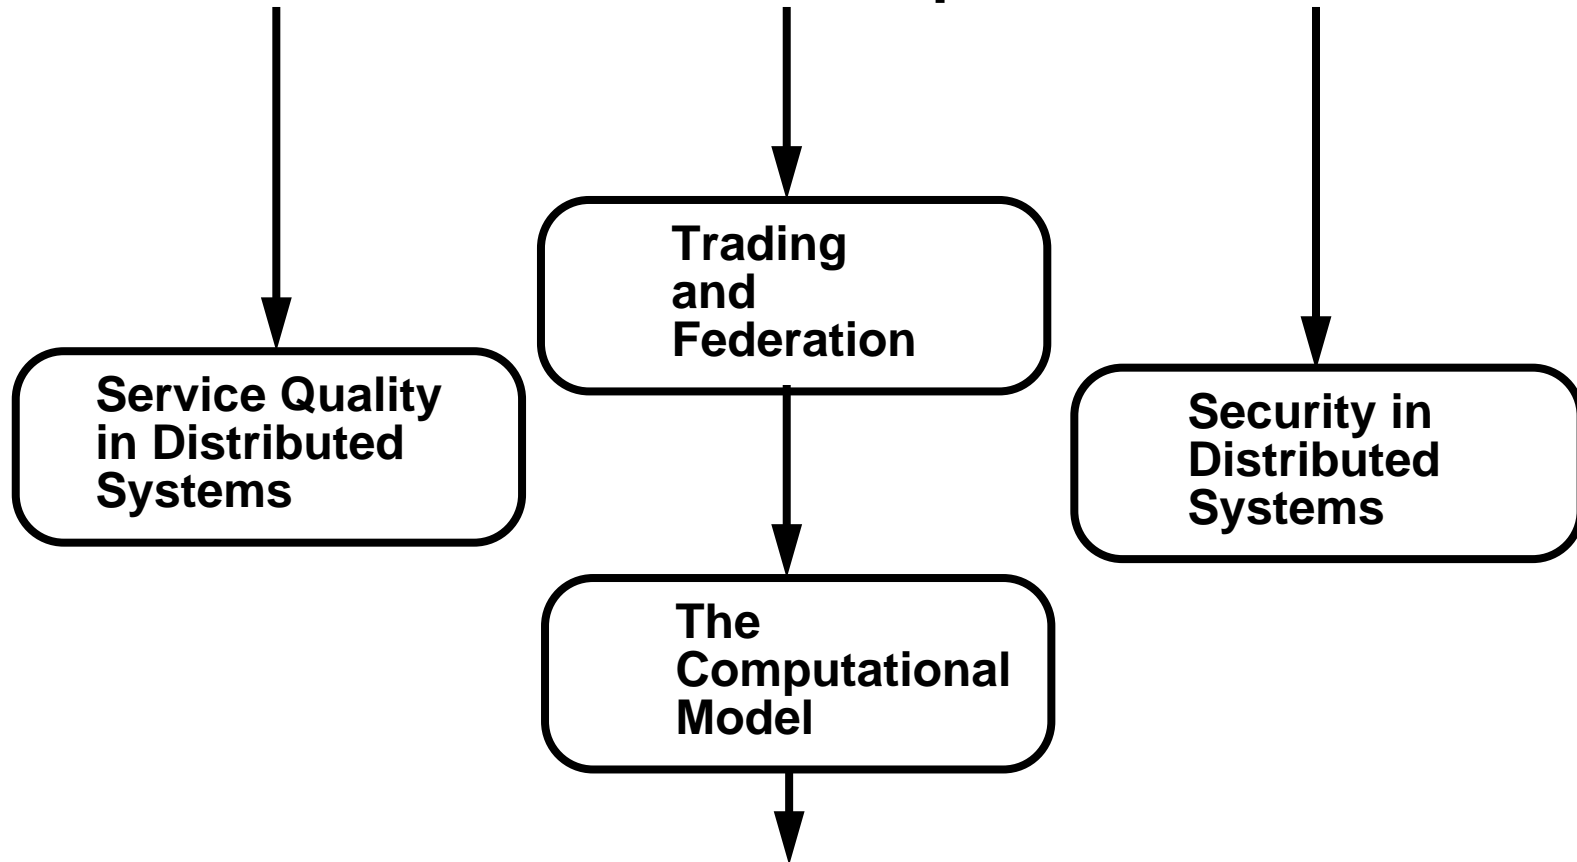 Trading
and
Federation
Service Quality
in Distributed
Systems
Security in
Distributed
Systems
The
Computational
Model